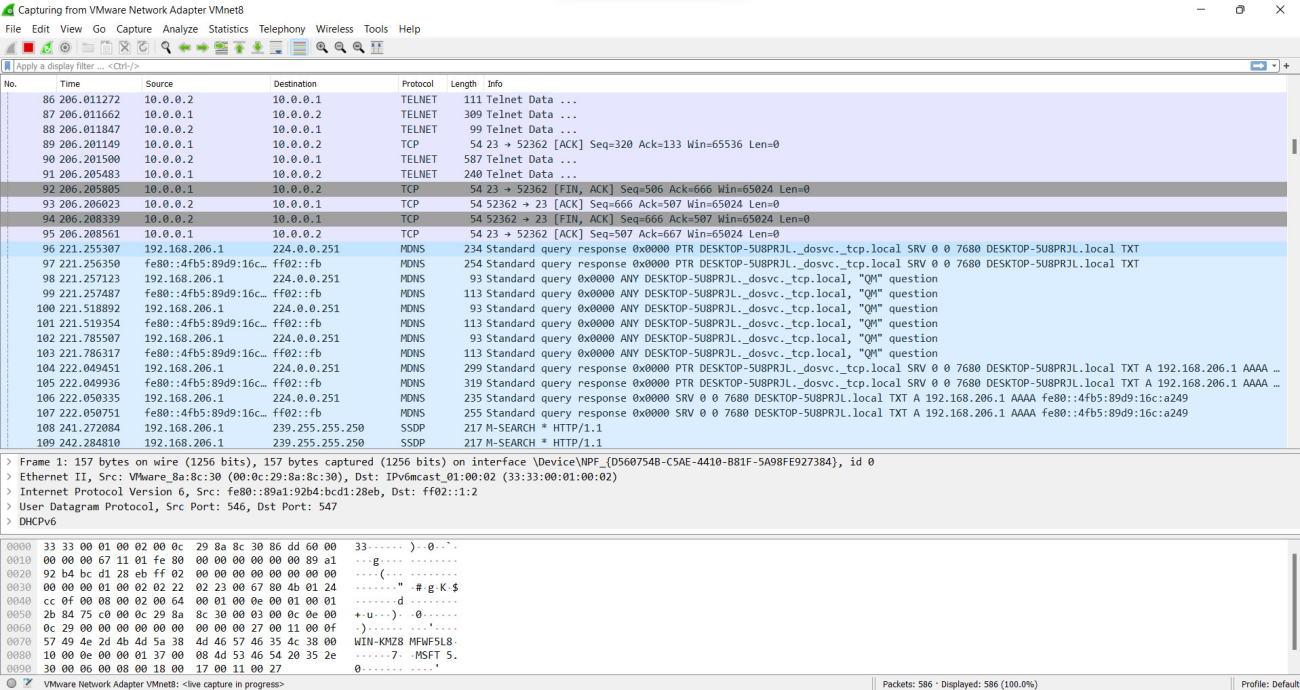 Capturing from VMware Network Adapter VMnet8
File Edit View Go Capture Analyze Statistics Telephony Wireless Tools Help
Apply a display filter ... <Ctrl-/>
No. Time Source Destination Protocol Length Info
86 206.011272 10.0.0.2 10.0.0.1 TELNET 111 Telnet Data ...
87 206.011662 10.0.0.1 10.0.0.2 TELNET 309 Telnet Data ...
88 206.011847 10.0.0.2 10.0.0.1 TELNET 99 Telnet Data ...
89 206.201149 10.0.0.1 10.0.0.2 TCP 54 23 → 52362 [ACK] Seq=320 Ack=133 Win=65536 Len=0
90 206.201500 10.0.0.2 10.0.0.1 TELNET 587 Telnet Data ...
91 206.205483 10.0.0.1 10.0.0.2 TELNET 240 Telnet Data ...
92 206.205805 10.0.0.1 10.0.0.2 TCP 54 23 → 52362 [FIN, ACK] Seq=506 Ack=666 Win=65024 Len=0
93 206.206023 10.0.0.2 10.0.0.1 TCP 54 52362 → 23 [ACK] Seq=666 Ack=507 Win=65024 Len=0
94 206.208339 10.0.0.2 10.0.0.1 TCP 54 52362 → 23 [FIN, ACK] Seq=666 Ack=507 Win=65024 Len=0
95 206.208561 10.0.0.1 10.0.0.2 TCP 54 23 → 52362 [ACK] Seq=507 Ack=667 Win=65024 Len=0
96 221.255307 192.168.206.1 224.0.0.251 MDNS 234 Standard query response 0x0000 PTR DESKTOP-5U8PRJL._dosvc._tcp.local SRV 0 0 7680 DESKTOP-5U8PRJL.local TXT
97 221.256350 fe80::4fb5:89d9:16c… ff02::fb MDNS 254 Standard query response 0x0000 PTR DESKTOP-5U8PRJL._dosvc._tcp.local SRV 0 0 7680 DESKTOP-5U8PRJL.local TXT
98 221.257123 192.168.206.1 224.0.0.251 MDNS 93 Standard query 0x0000 ANY DESKTOP-5U8PRJL._dosvc._tcp.local, "QM" question
99 221.257487 fe80::4fb5:89d9:16c… ff02::fb MDNS 113 Standard query 0x0000 ANY DESKTOP-5U8PRJL._dosvc._tcp.local, "QM" question
100 221.518892 192.168.206.1 224.0.0.251 MDNS 93 Standard query 0x0000 ANY DESKTOP-5U8PRJL._dosvc._tcp.local, "QM" question
101 221.519354 fe80::4fb5:89d9:16c… ff02::fb MDNS 113 Standard query 0x0000 ANY DESKTOP-5U8PRJL._dosvc._tcp.local, "QM" question
102 221.785507 192.168.206.1 224.0.0.251 MDNS 93 Standard query 0x0000 ANY DESKTOP-5U8PRJL._dosvc._tcp.local, "QM" question
103 221.786317 fe80::4fb5:89d9:16c… ff02::fb MDNS 113 Standard query 0x0000 ANY DESKTOP-5U8PRJL._dosvc._tcp.local, "QM" question
104 222.049451 192.168.206.1 224.0.0.251 MDNS 299 Standard query response 0x0000 PTR DESKTOP-5U8PRJL._dosvc._tcp.local SRV 0 0 7680 DESKTOP-5U8PRJL.local TXT A 192.168.206.1 AAAA …
105 222.049936 fe80::4fb5:89d9:16c… ff02::fb MDNS 319 Standard query response 0x0000 PTR DESKTOP-5U8PRJL._dosvc._tcp.local SRV 0 0 7680 DESKTOP-5U8PRJL.local TXT A 192.168.206.1 AAAA …
106 222.050335 192.168.206.1 224.0.0.251 MDNS 235 Standard query response 0x0000 SRV 0 0 7680 DESKTOP-5U8PRJL.local TXT A 192.168.206.1 AAAA fe80::4fb5:89d9:16c:a249
107 222.050751 fe80::4fb5:89d9:16c… ff02::fb MDNS 255 Standard query response 0x0000 SRV 0 0 7680 DESKTOP-5U8PRJL.local TXT A 192.168.206.1 AAAA fe80::4fb5:89d9:16c:a249
108 241.272084 192.168.206.1 239.255.255.250 SSDP 217 M-SEARCH * HTTP/1.1
109 242.284810 192.168.206.1 239.255.255.250 SSDP 217 M-SEARCH * HTTP/1.1
Frame 1: 157 bytes on wire (1256 bits), 157 bytes captured (1256 bits) on interface \Device\NPF_{D560754B-C5AE-4410-B81F-5A98FE927384}, id 0
Ethernet II, Src: VMware_8a:8c:30 (00:0c:29:8a:8c:30), Dst: IPv6mcast_01:00:02 (33:33:00:01:00:02)
Internet Protocol Version 6, Src: fe80::89a1:92b4:bcd1:28eb, Dst: ff02::1:2
User Datagram Protocol, Src Port: 546, Dst Port: 547
DHCPv6
0000 33 33 00 01 00 02 00 0c 29 8a 8c 30 86 dd 60 00 33······ )··0··`·
0010 00 00 00 67 11 01 fe 80 00 00 00 00 00 00 89 a1 ···g···· ········
0020 92 b4 bc d1 28 eb ff 02 00 00 00 00 00 00 00 00 ····(··· ········
0030 00 00 00 01 00 02 02 22 02 23 00 67 80 4b 01 24 ·······" ·#·g·K·$
0040 cc 0f 00 08 00 02 00 64 00 01 00 0e 00 01 00 01 ·······d ········
0050 2b 84 75 c0 00 0c 29 8a 8c 30 00 03 00 0c 0e 00 +·u···)· ·0······
0060 0c 29 00 00 00 00 00 00 00 00 00 27 00 11 00 0f ·)······ ···'····
0070 57 49 4e 2d 4b 4d 5a 38 4d 46 57 46 35 4c 38 00 WIN-KMZ8 MFWF5L8·
0080 10 00 0e 00 00 01 37 00 08 4d 53 46 54 20 35 2e ······7· ·MSFT 5.
0090 30 00 06 00 08 00 18 00 17 00 11 00 27 0······· ····'
VMware Network Adapter VMnet8: <live capture in progress> Packets: 586 · Displayed: 586 (100.0%) Profile: Default